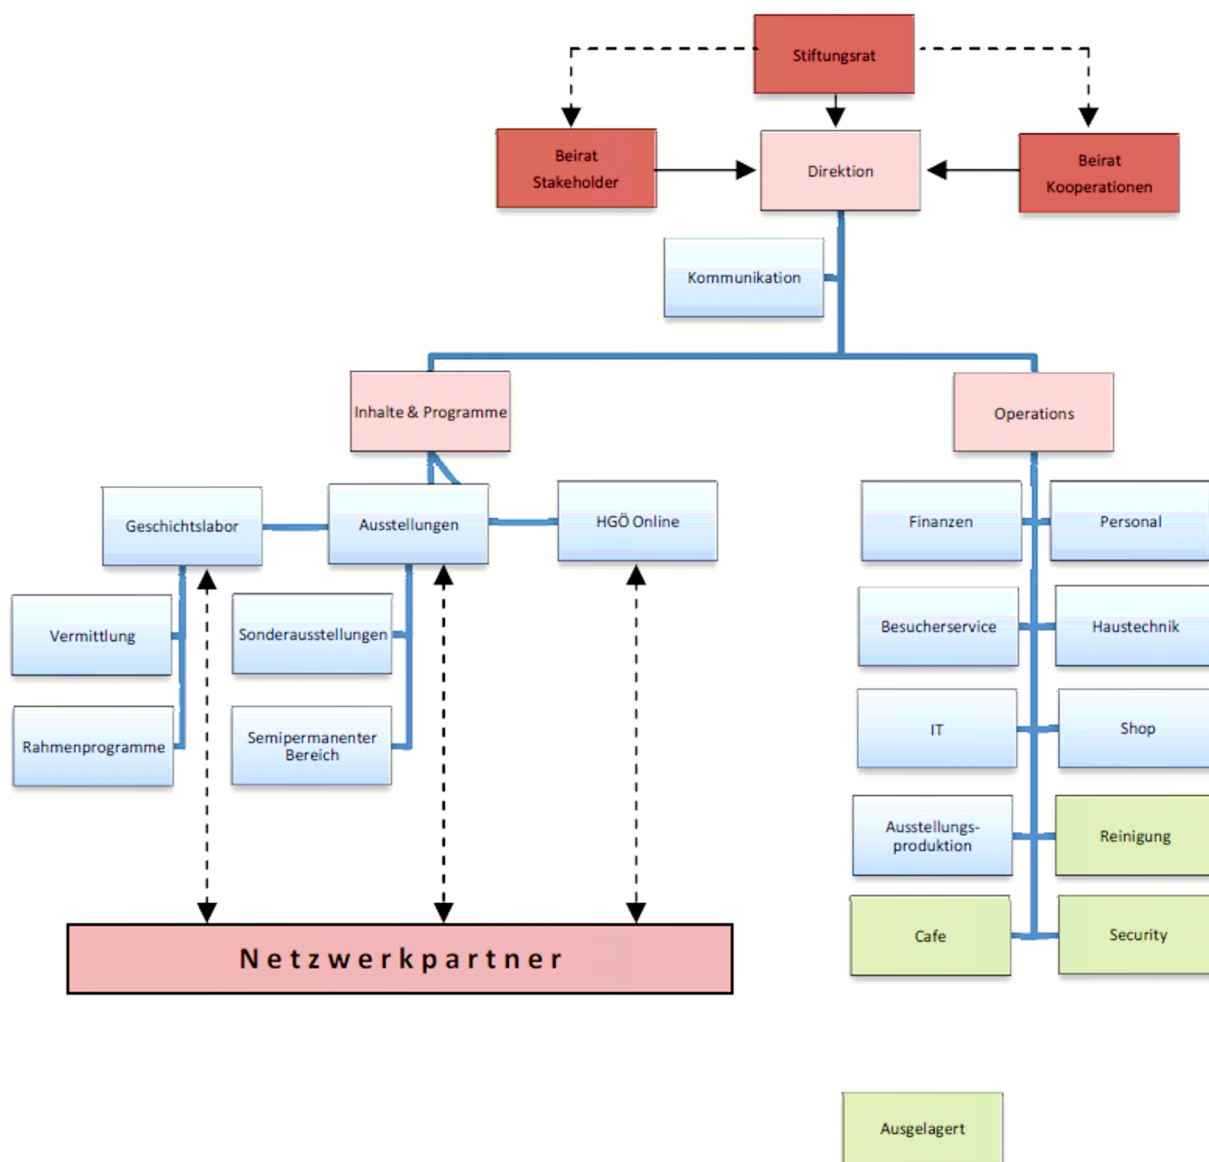 Stiftungsrat
Beirat
Stakeholder
Direktion
Beirat
Kooperationen
Kommunikation
Inhalte & Programme
Operations
Geschichtslabor
Ausstellungen
HGÖ Online
Finanzen
Personal
Vermittlung
Sonderausstellungen
Besucherservice
Haustechnik
Rahmenprogramme
Semipermanenter
Bereich
IT
Shop
Ausstellungs-
produktion
Reinigung
Cafe
Security
Netzwerkpartner
Ausgelagert